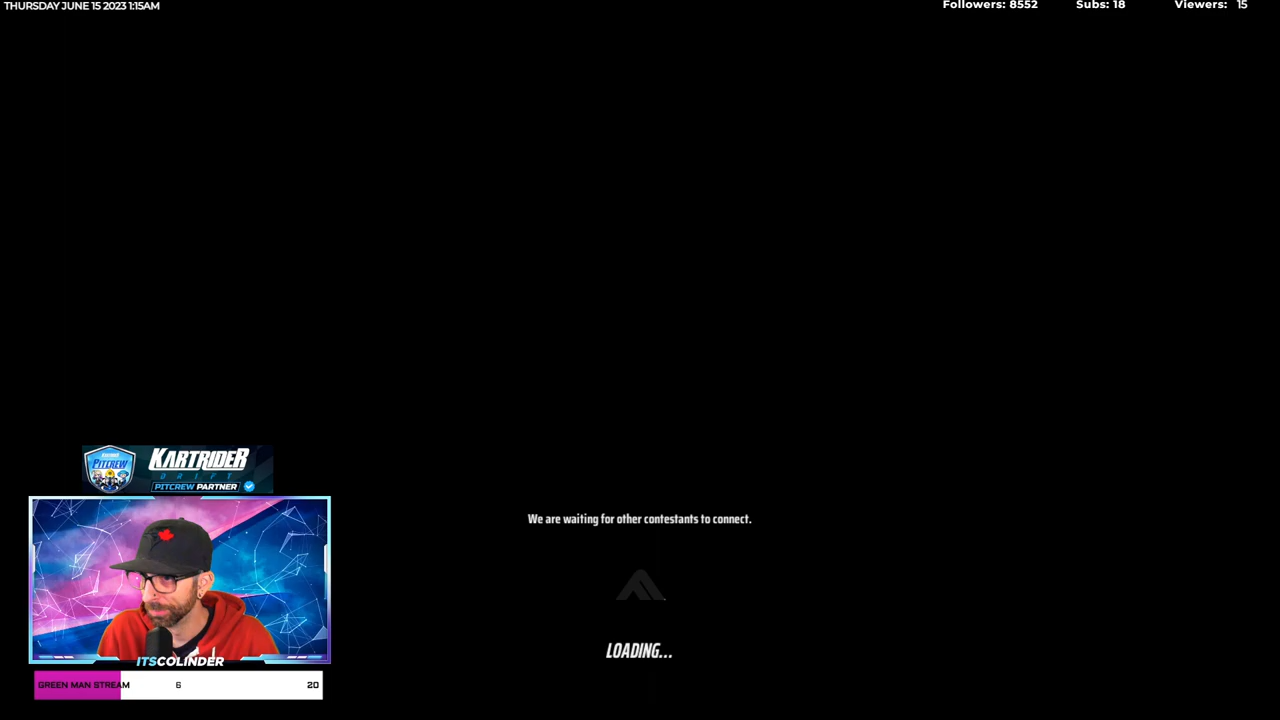 THURSDAY JUNE 15 2023 1:15AM
Followers: 8552 Subs: 18 Viewers: 15
PITCREW
KARTRIDER
DRIFT
PITCREW PARTNER
We are waiting for other contestants to connect.
LOADING...
ITSCOLINDER
GREEN MAN STREAM 6 20